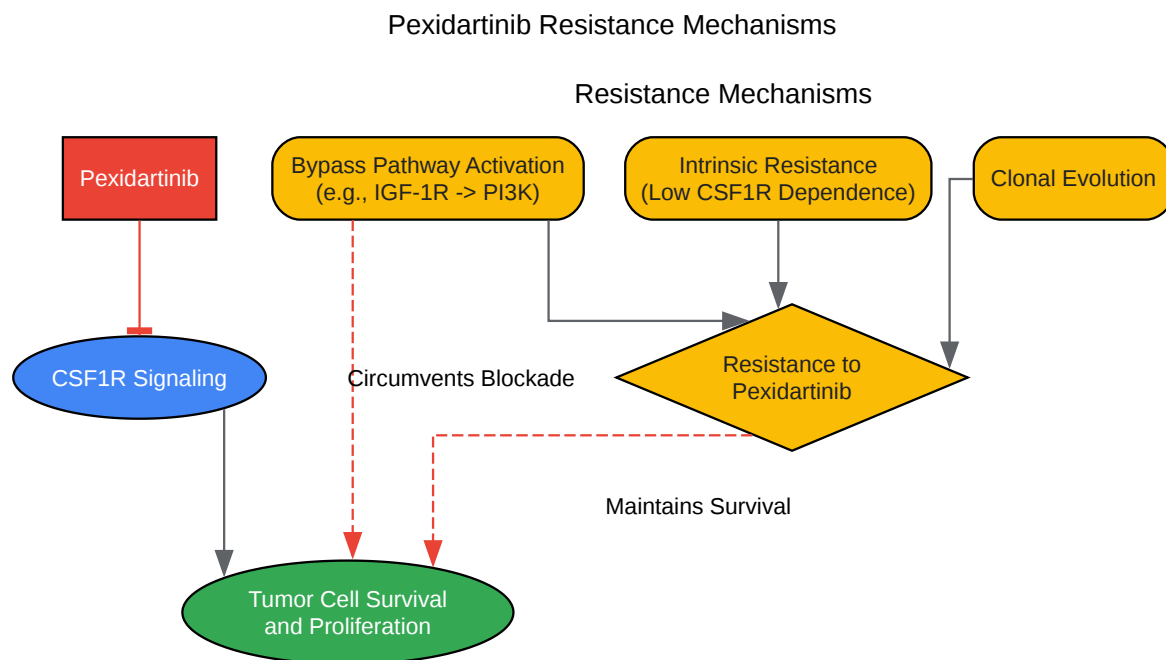 Pexidartinib Resistance Mechanisms
Resistance Mechanisms
Pexidartinib
Bypass Pathway Activation
(e.g., IGF-1R -> PI3K)
Intrinsic Resistance
(Low CSF1R Dependence)
Clonal Evolution
CSF1R Signaling
Circumvents Blockade
Resistance to
Pexidartinib
Maintains Survival
Tumor Cell Survival
and Proliferation